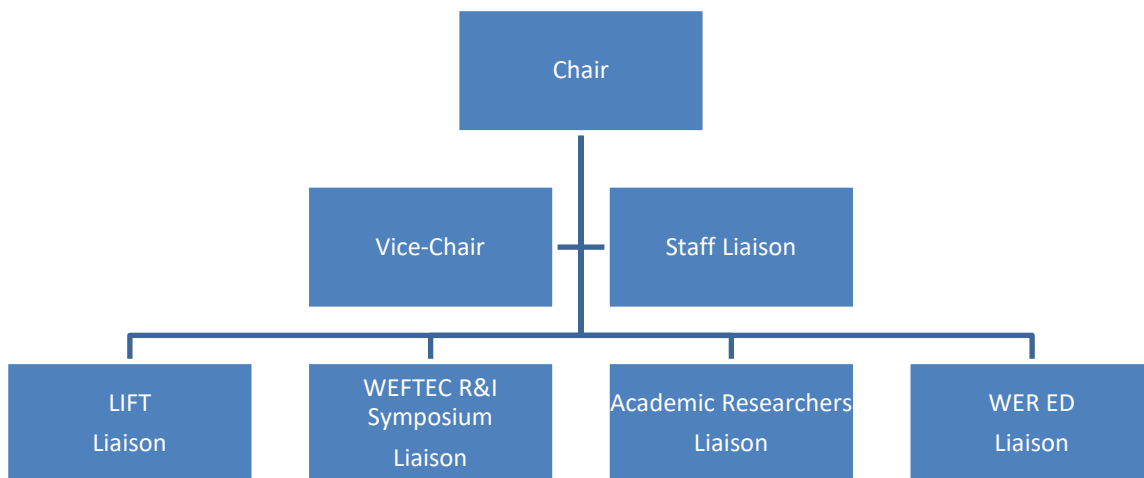 Chair
Vice-Chair
Staff Liaison
LIFT
Liaison
WEFTEC R&I
Symposium
Liaison
Academic Researchers
Liaison
WER ED
Liaison